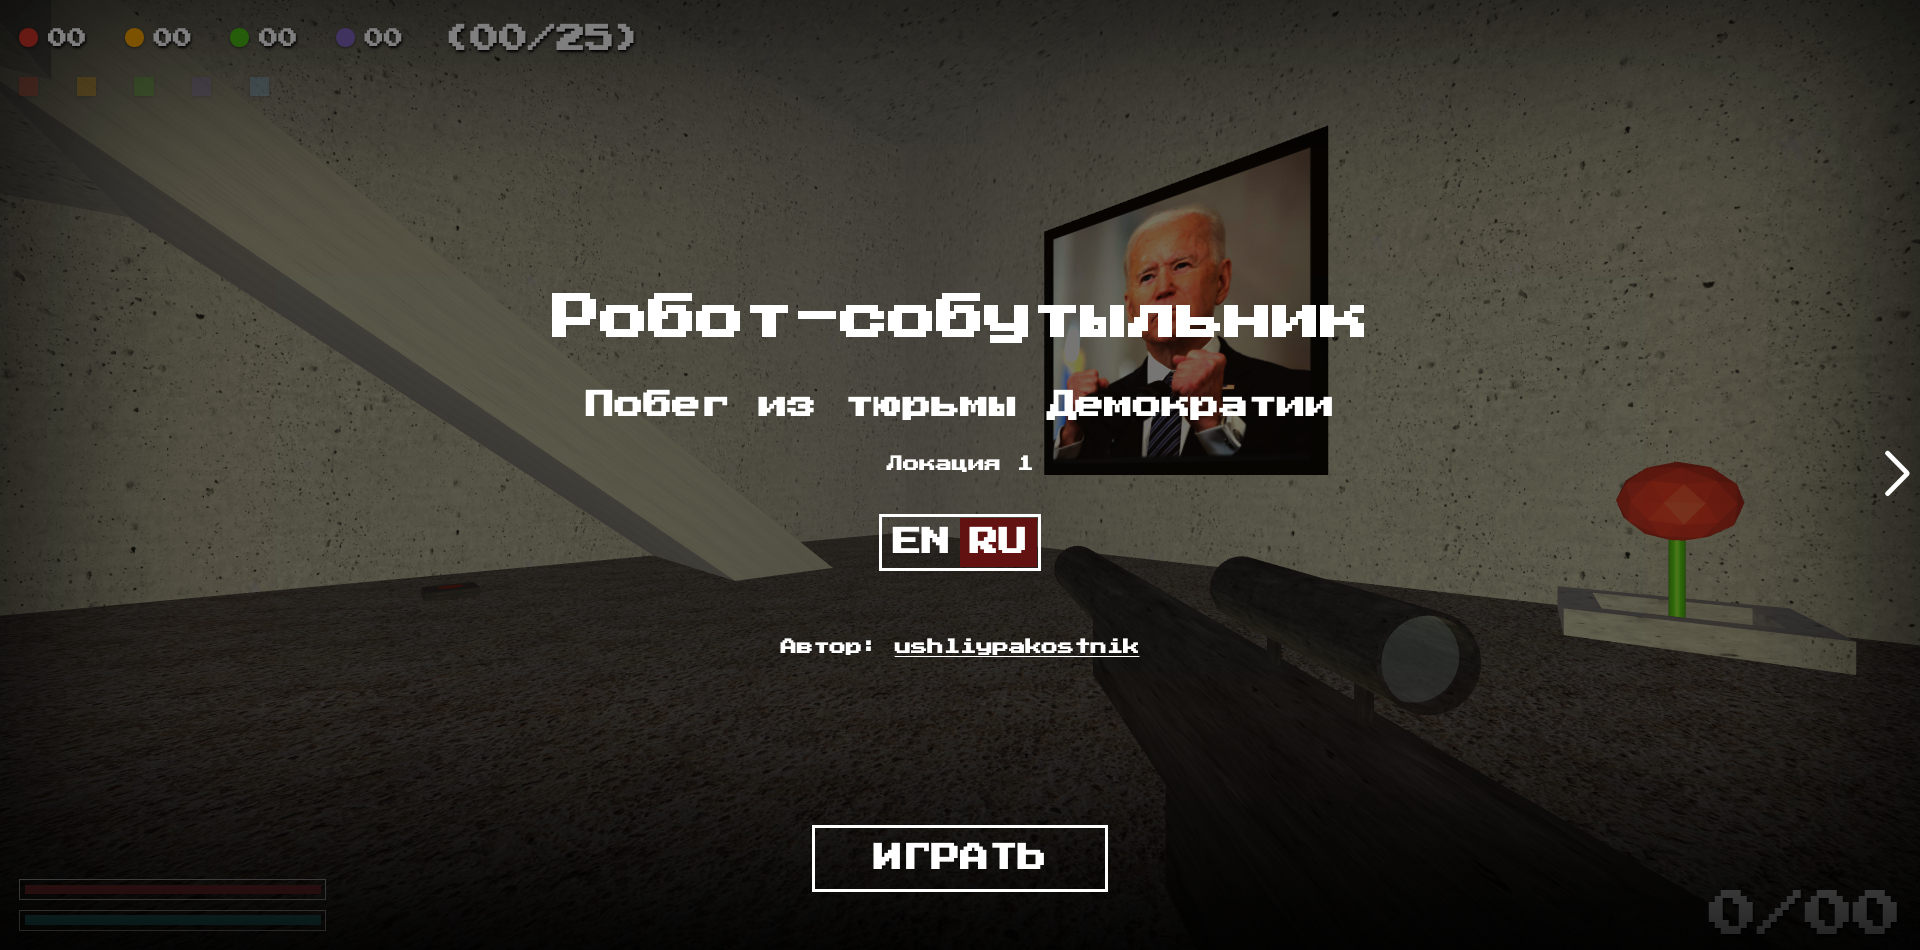 00 00 00 00 (00/25)
Робот-собутыльник
Побег из тюрьмы Демократии
Локация 1
EN RU
Автор: ushliypakostnik
ИГРАТЬ
0/00